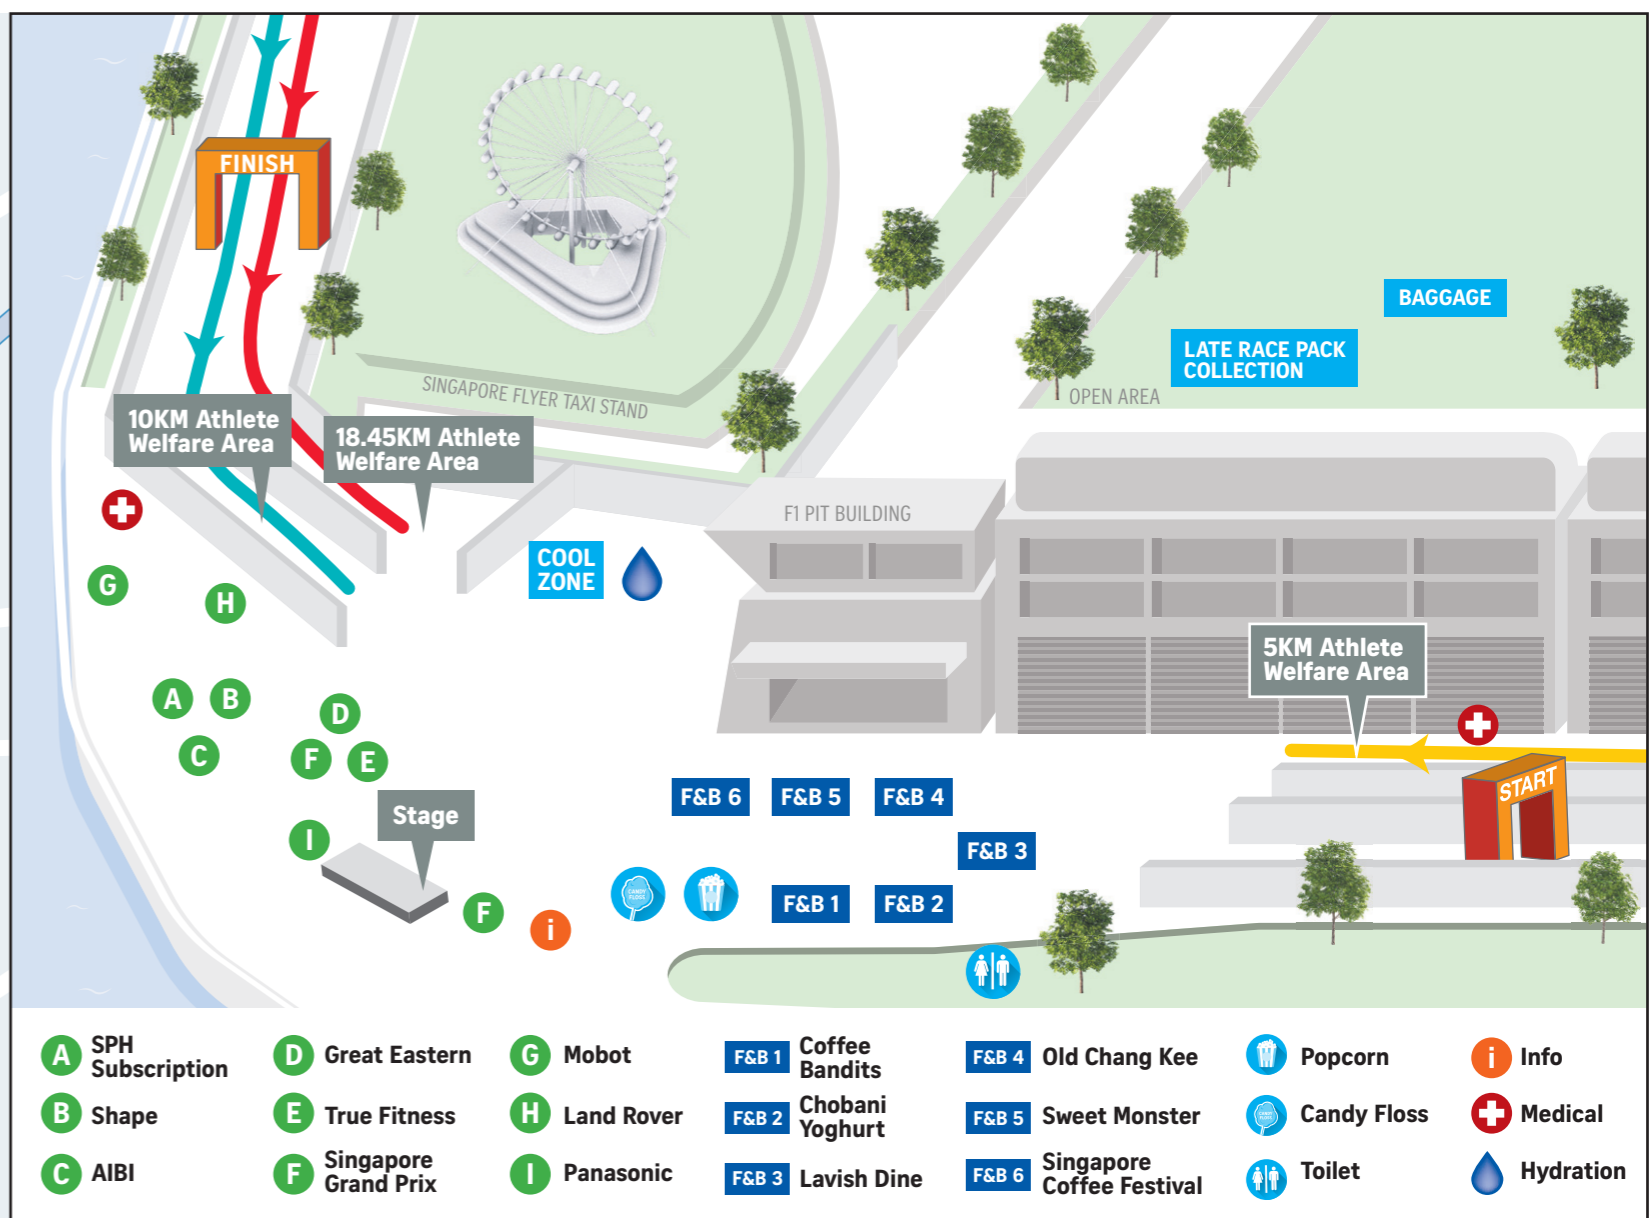 FINISH
BAGGAGE
LATE RACE PACK
COLLECTION
SINGAPORE FLYER TAXI STAND
OPEN AREA
10KM Athlete
Welfare Area
18.45KM Athlete
Welfare Area
F1 PIT BUILDING
COOL
ZONE
G
H
5KM Athlete
Welfare Area
A
B
D
C
F
E
START
F&B 6
F&B 5
F&B 4
Stage
I
F&B 3
CANDY
FLOSS
F&B 1
F&B 2
F
i
A
SPH
Subscription
B
Shape
C
AIBI
D
Great Eastern
E
True Fitness
F
Singapore
Grand Prix
G
Mobot
H
Land Rover
I
Panasonic
F&B 1
Coffee
Bandits
F&B 2
Chobani
Yoghurt
F&B 3
Lavish Dine
F&B 4
Old Chang Kee
F&B 5
Sweet Monster
F&B 6
Singapore
Coffee Festival
Popcorn
CANDY
FLOSS
Candy Floss
Toilet
i
Info
Medical
Hydration